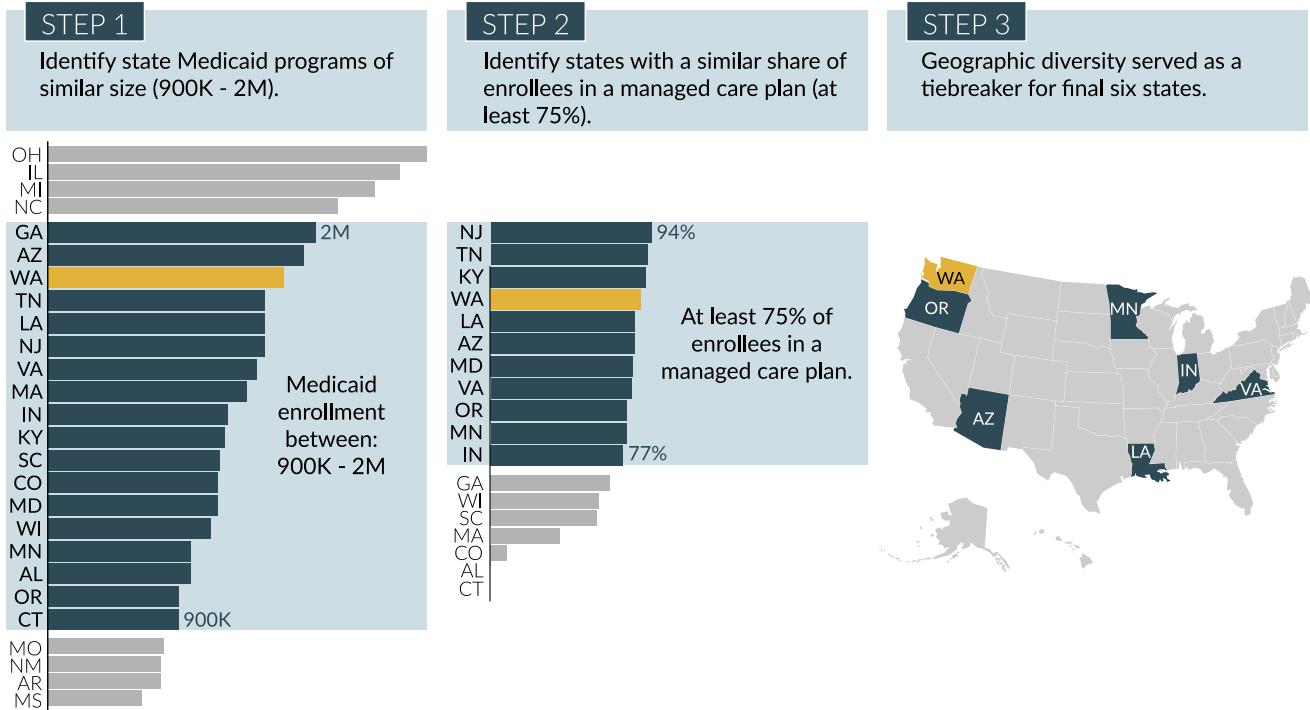 STEP 1
Identify state Medicaid programs of
similar size (900K - 2M).
OH
IL
MI
NC
GA
2M
AZ
WA
TN
LA
NJ
VA
MA
IN
KY
SC
CO
MD
WI
MN
AL
OR
CT
900K
MO
NM
AR
MS
Medicaid
enrollment
between:
900K - 2M
STEP 2
Identify states with a similar share of
enrollees in a managed care plan (at
least 75%).
NJ
94%
TN
KY
WA
LA
AZ
MD
VA
OR
MN
IN
77%
GA
WI
SC
MA
CO
AL
CT
At least 75% of
enrollees in a
managed care plan.
STEP 3
Geographic diversity served as a
tiebreaker for final six states.
WA
OR
MN
IN
VA
AZ
LA